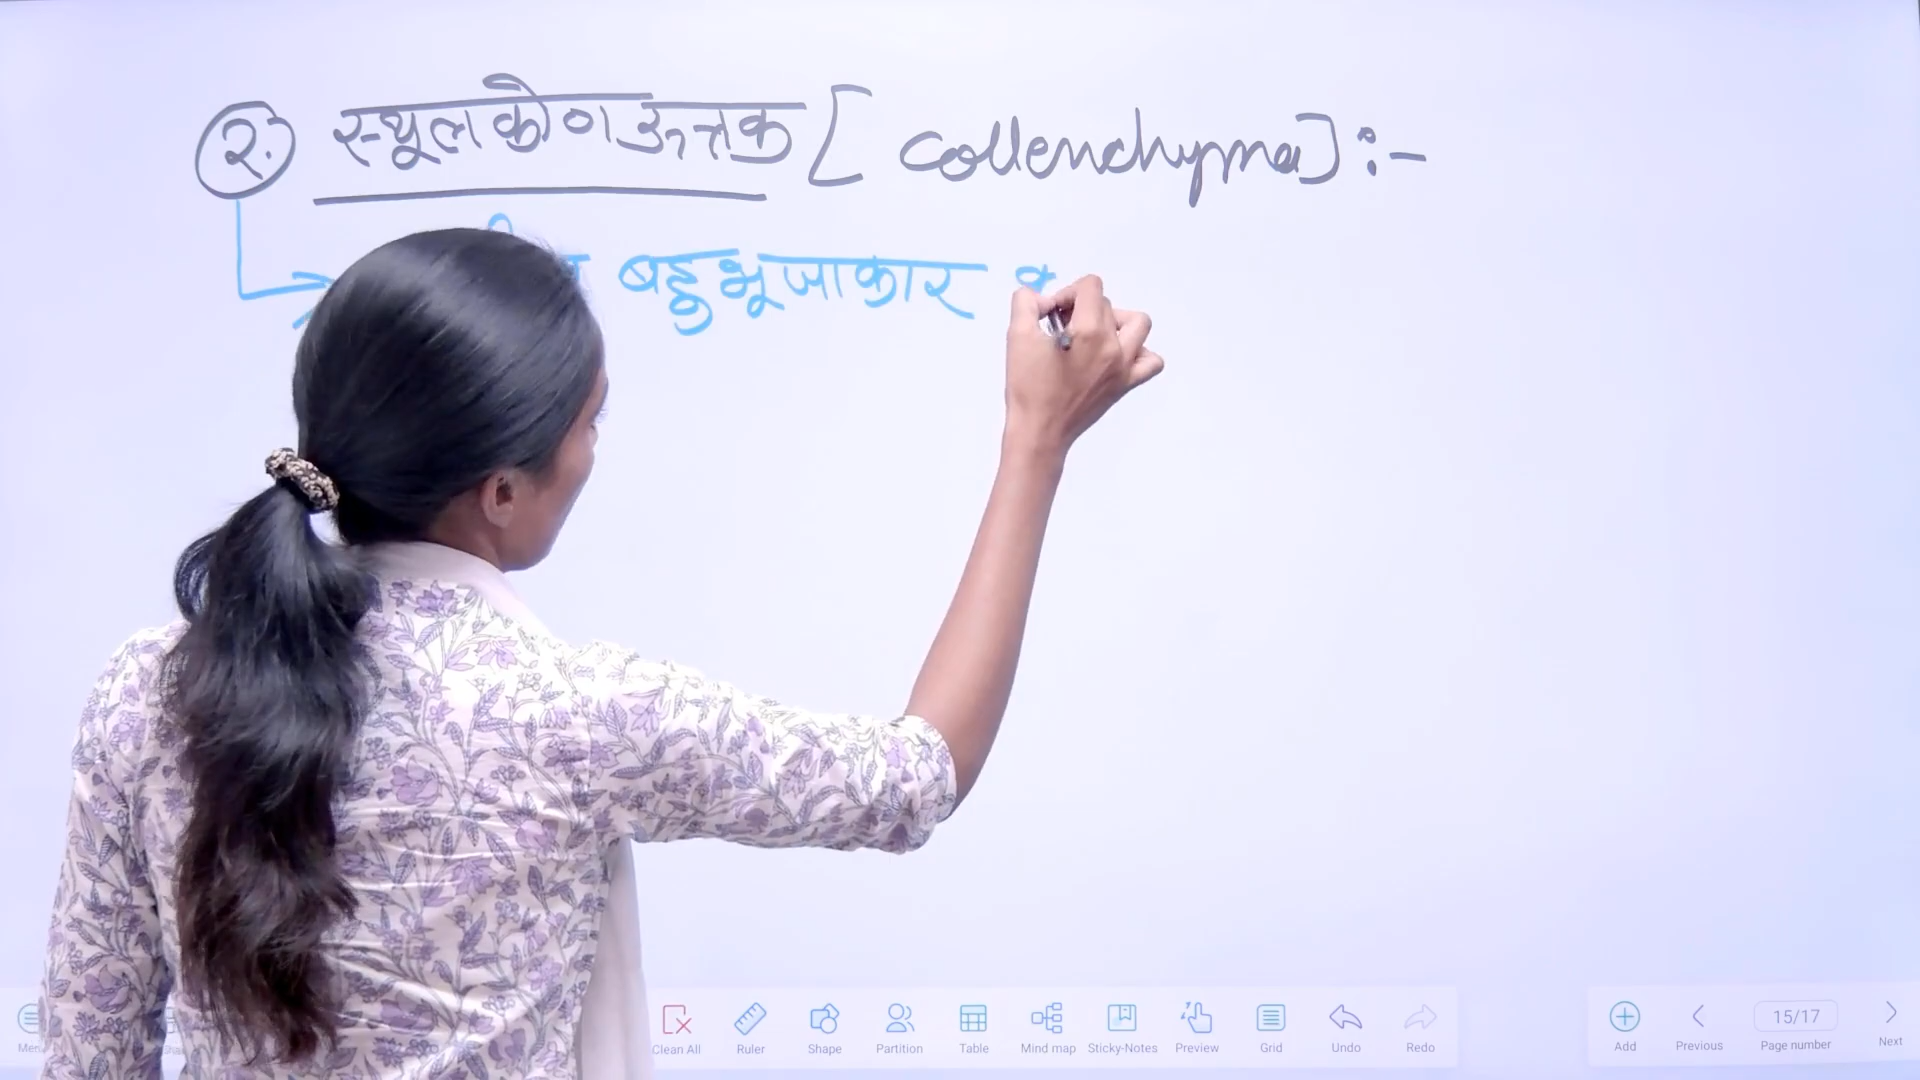 २. स्थूलकोण ऊत्तक [ collenchyma ] :-
बहुभूजाकार
Clean All Ruler Shape Partition Table Mind map Sticky-Notes Preview Grid Undo Redo Add Previous 15/17 Page number Next